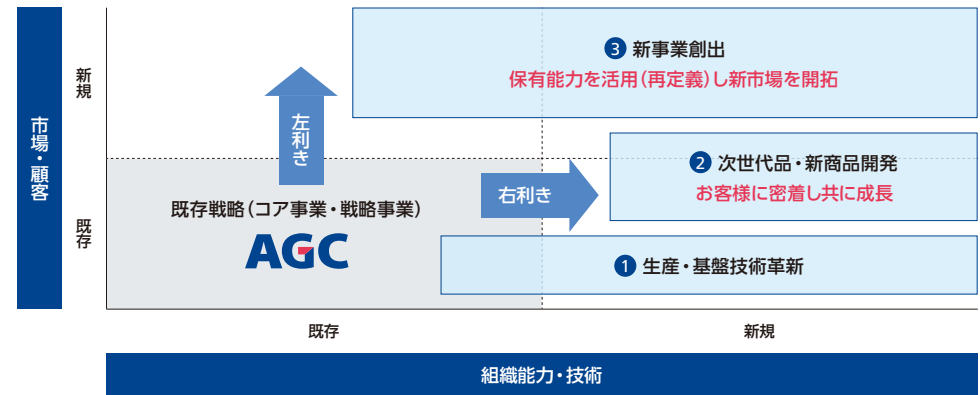 市場・顧客
新規
既存
❸ 新事業創出
保有能力を活用(再定義)し新市場を開拓
左利き
❷ 次世代品・新商品開発
お客様に密着し共に成長
右利き
既存戦略(コア事業・戦略事業)
AGC
❶ 生産・基盤技術革新
既存
新規
組織能力・技術